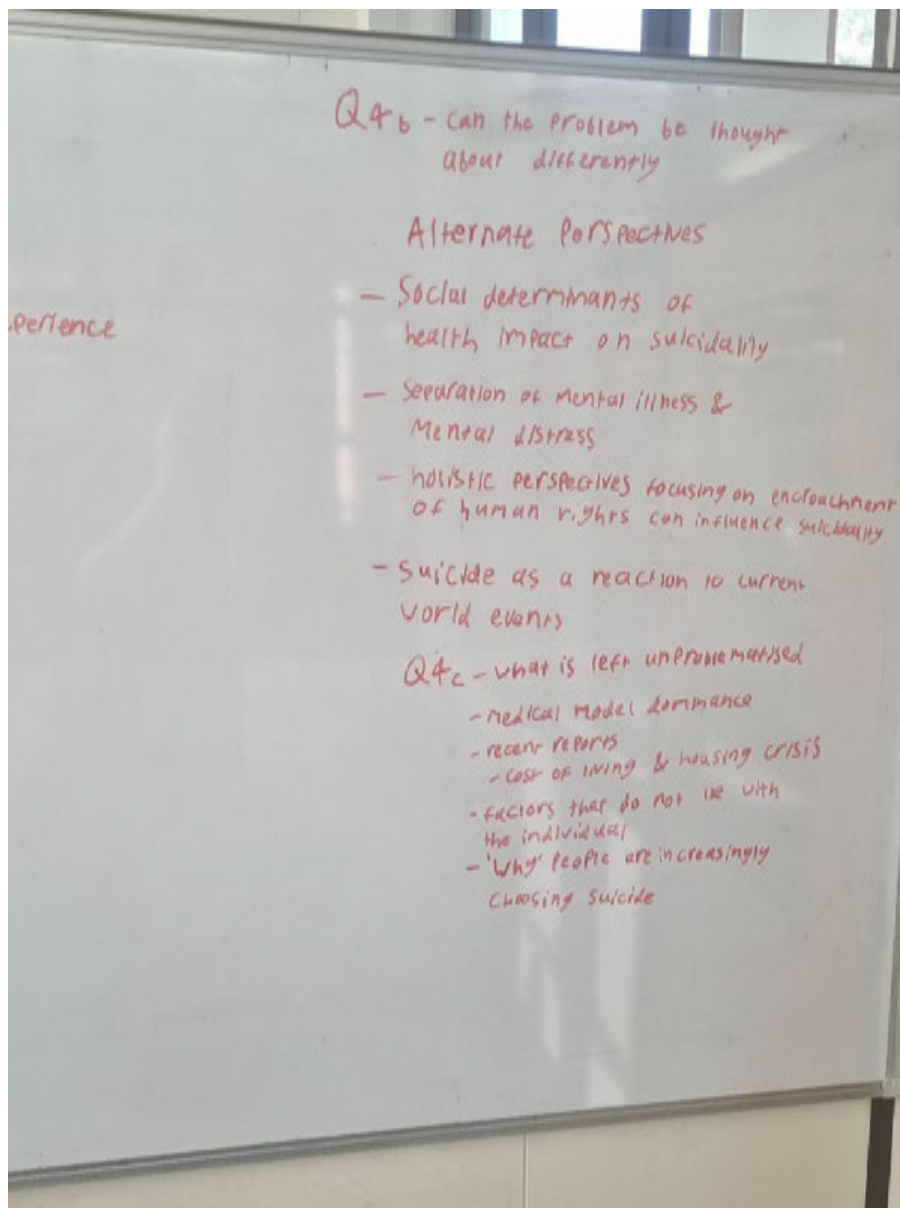 Q4b - can the problem be thought
about differently
Alternate Perspectives
- Social determinants of
health impact on suicidality
perience
- Separation of Mental illness &
Mental distress
- holistic perspectives focusing on encrouachment
of human rights can influence suicidality
- Suicide as a reaction to current
world events
Q4c - what is left unproblematised
- medical model dominance
- recent reports
- cost of living & housing crisis
- factors that do not lie with
the individual
- 'Why' People are increasingly
Choosing Suicide